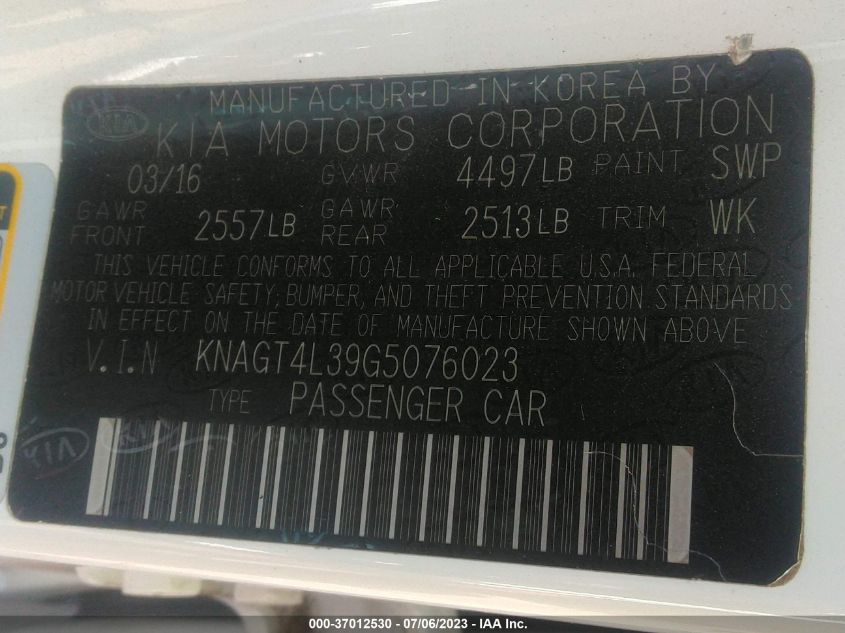 MANUFACTURED IN KOREA BY
KIA KIA MOTORS CORPORATION
03/16 GVWR 4497LB PAINT SWP
GAWR FRONT 2557LB GAWR REAR 2513LB TRIM WK
THIS VEHICLE CONFORMS TO ALL APPLICABLE U.S.A. FEDERAL
MOTOR VEHICLE SAFETY, BUMPER, AND THEFT PREVENTION STANDARDS
IN EFFECT ON THE DATE OF MANUFACTURE SHOWN ABOVE
V.I.N KNAGT4L39G5076023
TYPE PASSENGER CAR
KIA
000-37012530 - 07/06/2023 - IAA Inc.